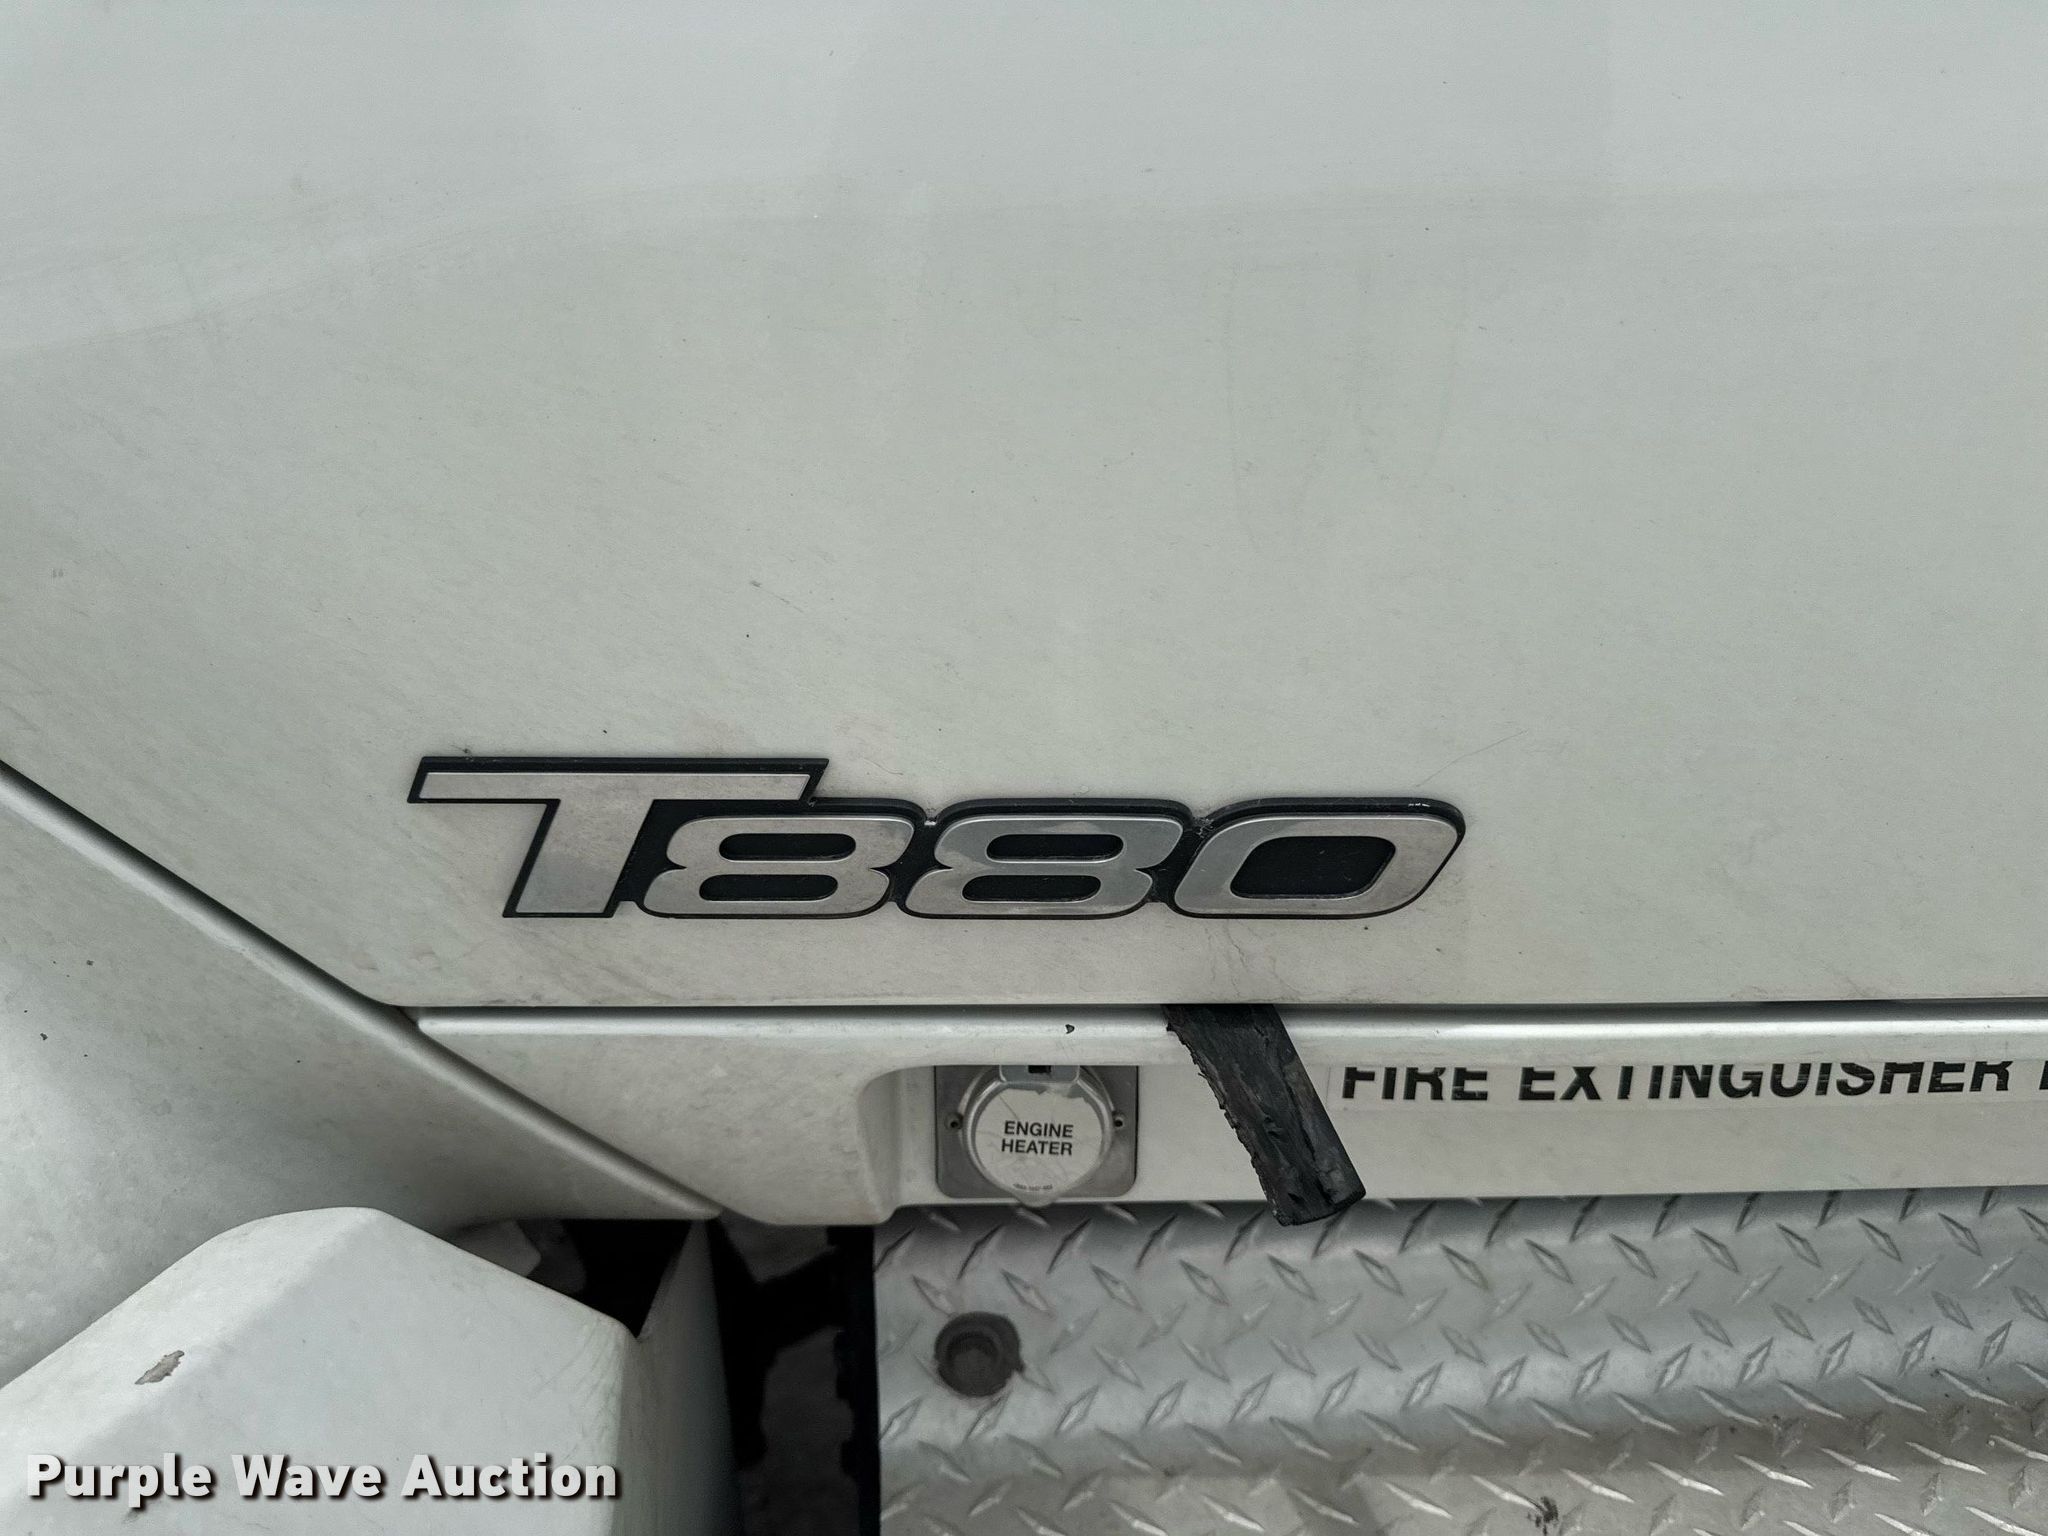 T880
FIRE EXTINGUISHER
ENGINE
HEATER
Purple Wave Auction